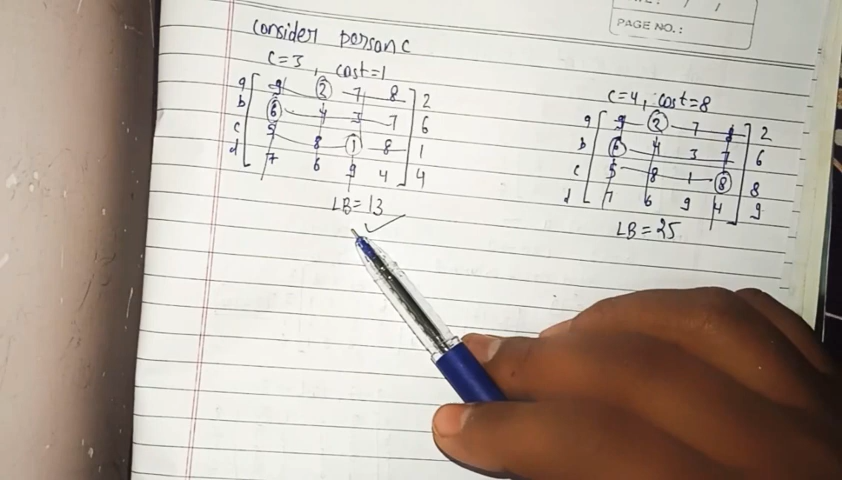 PAGE NO.:
Consider person c
C=3, cost=1
a 9 2 7 8 2
b 6 4 3 7 6
c 5 8 1 8 1
d 7 6 9 4 4
LB=13
C=4, cost=8
a 9 2 7 8 2
b 6 4 3 7 6
c 5 8 1 8 8
d 7 6 9 4 9
LB=25